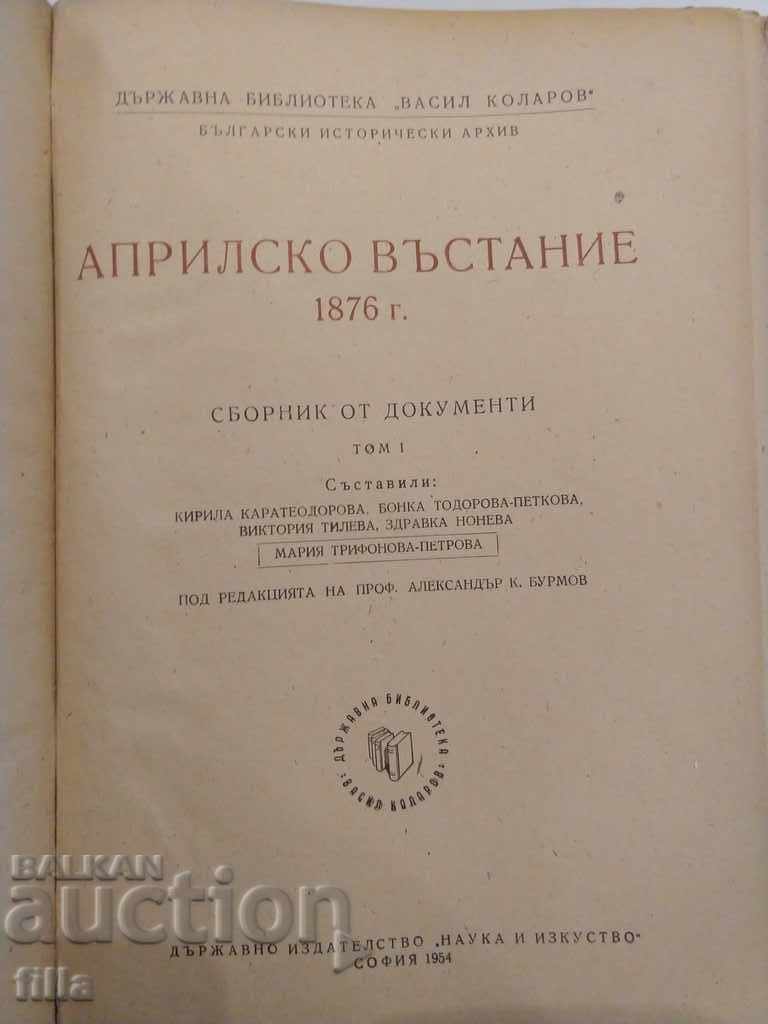 ДЪРЖАВНА БИБЛИОТЕКА „ВАСИЛ КОЛАРОВ"
БЪЛГАРСКИ ИСТОРИЧЕСКИ АРХИВ
АПРИЛСКО ВЪСТАНИЕ
1876 г.
СБОРНИК ОТ ДОКУМЕНТИ
ТОМ I
Съставили:
КИРИЛА КАРАТЕОДОРОВА, БОНКА ТОДОРОВА-ПЕТКОВА,
ВИКТОРИЯ ТИЛЕВА, ЗДРАВКА НОНЕВА
МАРИЯ ТРИФОНОВА-ПЕТРОВА
ПОД РЕДАКЦИЯТА НА ПРОФ. АЛЕКСАНДЪР К. БУРМОВ
ДЪРЖАВНА БИБЛИОТЕКА
ВАСИЛ КОЛАРОВ
BALKAN
auction
ДЪРЖАВНО ИЗДАТЕЛСТВО „НАУКА И ИЗКУСТВО"
СОФИЯ 1954
filla